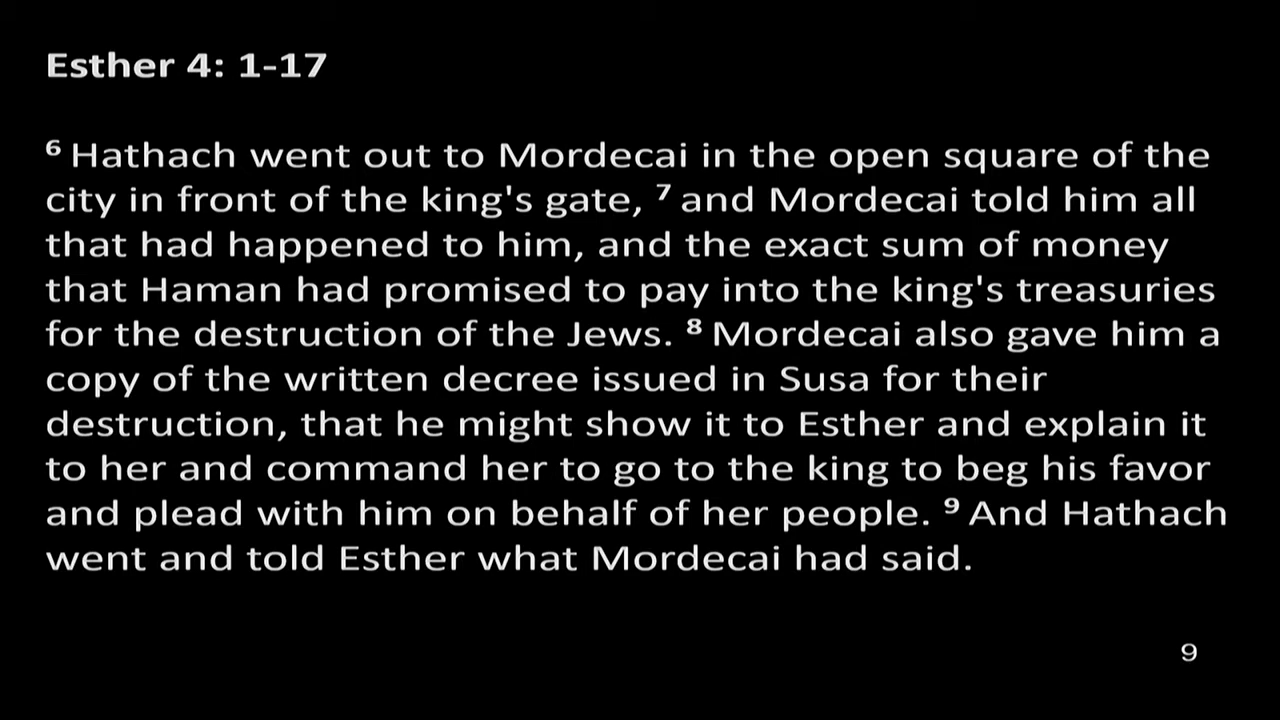 Esther 4: 1-17
⁶ Hathach went out to Mordecai in the open square of the
city in front of the king's gate, ⁷ and Mordecai told him all
that had happened to him, and the exact sum of money
that Haman had promised to pay into the king's treasuries
for the destruction of the Jews. ⁸ Mordecai also gave him a
copy of the written decree issued in Susa for their
destruction, that he might show it to Esther and explain it
to her and command her to go to the king to beg his favor
and plead with him on behalf of her people. ⁹ And Hathach
went and told Esther what Mordecai had said.
9